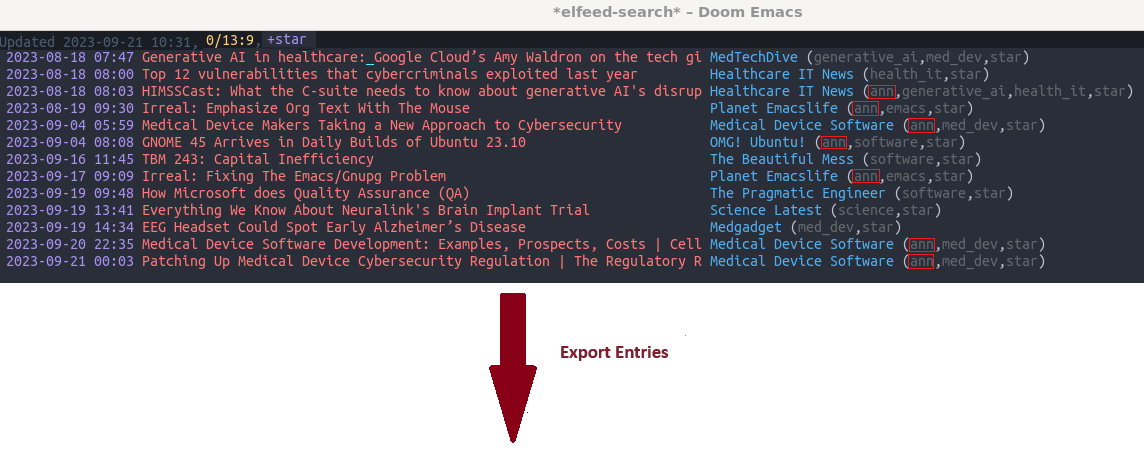 *elfeed-search* – Doom Emacs
Updated 2023-09-21 10:31, 0/13:9, +star
2023-08-18 07:47 Generative AI in healthcare: Google Cloud’s Amy Waldron on the tech gi MedTechDive (generative_ai,med_dev,star)
2023-08-18 08:00 Top 12 vulnerabilities that cybercriminals exploited last year Healthcare IT News (health_it,star)
2023-08-18 08:03 HIMSSCast: What the C-suite needs to know about generative AI's disrup Healthcare IT News (ann,generative_ai,health_it,star)
2023-08-19 09:30 Irreal: Emphasize Org Text With The Mouse Planet Emacslife (ann,emacs,star)
2023-09-04 05:59 Medical Device Makers Taking a New Approach to Cybersecurity Medical Device Software (ann,med_dev,star)
2023-09-04 08:08 GNOME 45 Arrives in Daily Builds of Ubuntu 23.10 OMG! Ubuntu! (ann,software,star)
2023-09-16 11:45 TBM 243: Capital Inefficiency The Beautiful Mess (software,star)
2023-09-17 09:09 Irreal: Fixing The Emacs/Gnupg Problem Planet Emacslife (ann,emacs,star)
2023-09-19 09:48 How Microsoft does Quality Assurance (QA) The Pragmatic Engineer (software,star)
2023-09-19 13:41 Everything We Know About Neuralink's Brain Implant Trial Science Latest (science,star)
2023-09-19 14:34 EEG Headset Could Spot Early Alzheimer’s Disease Medgadget (med_dev,star)
2023-09-20 22:35 Medical Device Software Development: Examples, Prospects, Costs | Cell Medical Device Software (ann,med_dev,star)
2023-09-21 00:03 Patching Up Medical Device Cybersecurity Regulation | The Regulatory R Medical Device Software (ann,med_dev,star)
Export Entries